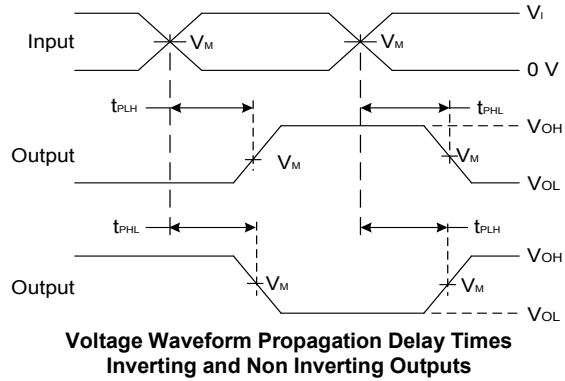 VI
Input
VM
VM
0 V
tPLH
tPHL
VOH
Output
VM
VM
VOL
tPHL
tPLH
VOH
Output
VM
VM
VOL
Voltage Waveform Propagation Delay Times
Inverting and Non Inverting Outputs